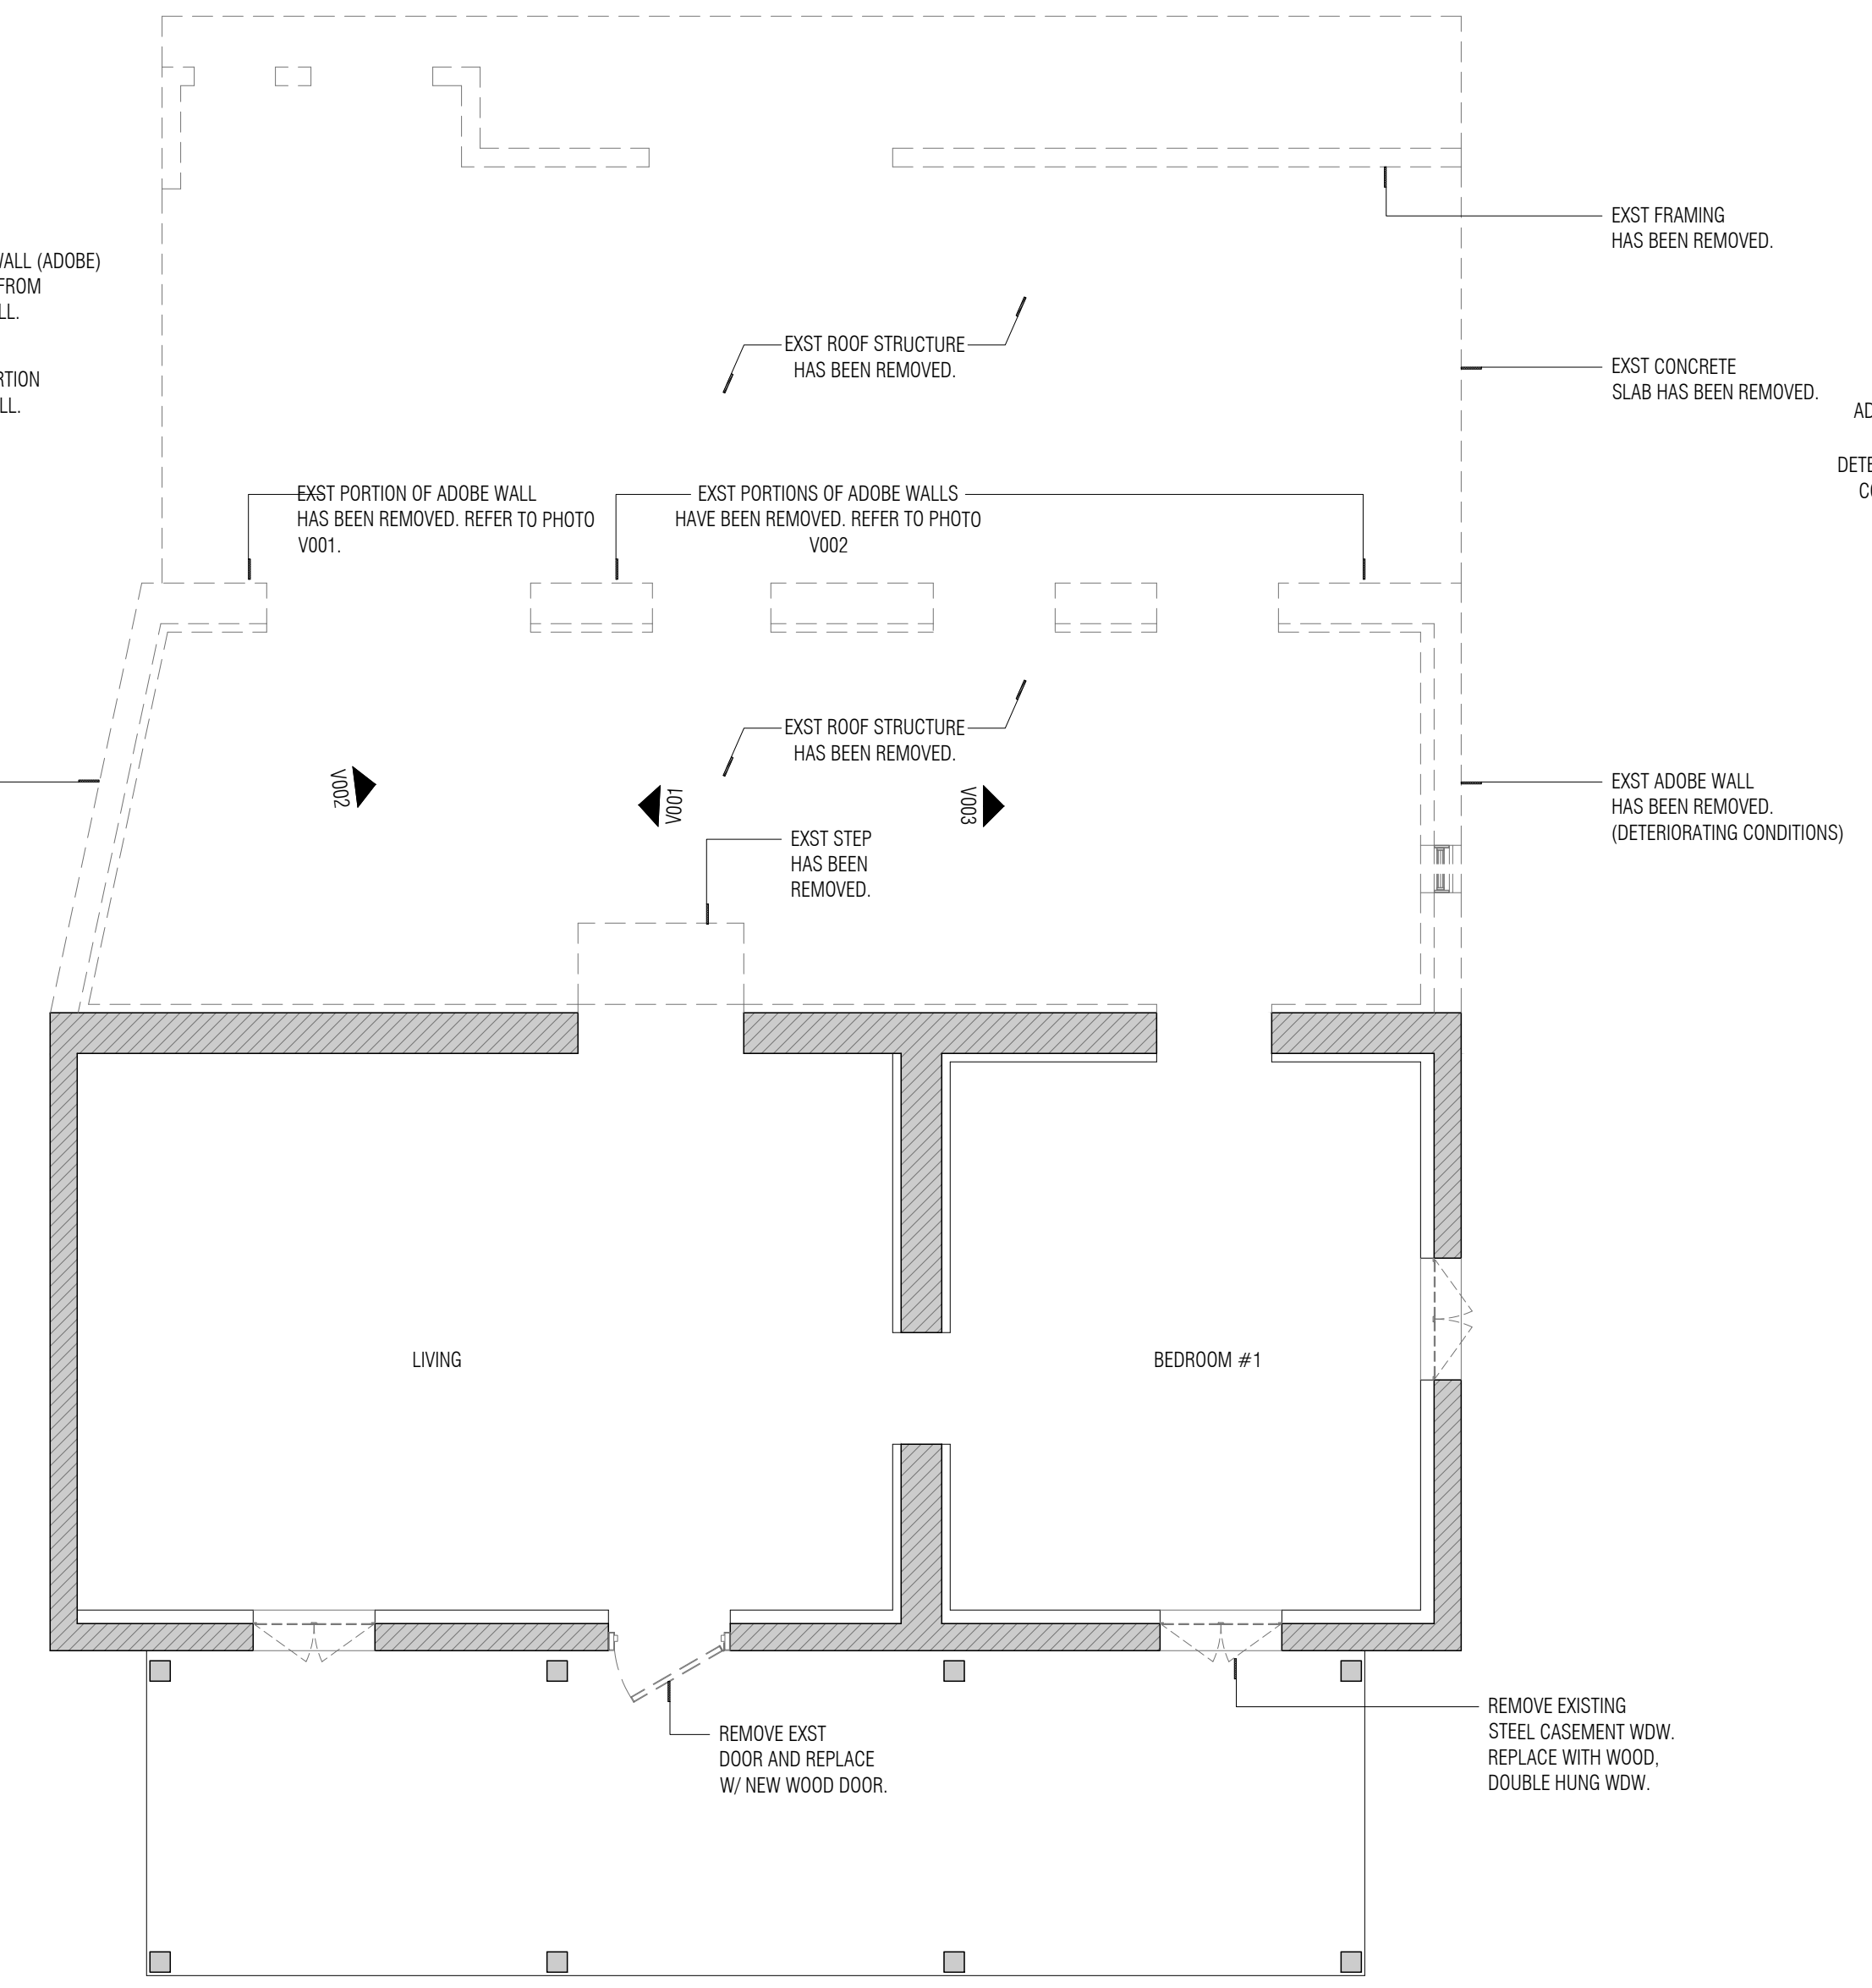 WALL (ADOBE)
FROM
EXST FRAMING
HAS BEEN REMOVED.
EXST ROOF STRUCTURE
HAS BEEN REMOVED.
EXST CONCRETE
SLAB HAS BEEN REMOVED.
EXST PORTION OF ADOBE WALL
HAS BEEN REMOVED. REFER TO PHOTO
V001.
EXST PORTIONS OF ADOBE WALLS
HAVE BEEN REMOVED. REFER TO PHOTO
V002
EXST ROOF STRUCTURE
HAS BEEN REMOVED.
V002
V001
V003
EXST STEP
HAS BEEN
REMOVED.
EXST ADOBE WALL
HAS BEEN REMOVED.
(DETERIORATING CONDITIONS)
LIVING
BEDROOM #1
REMOVE EXST
DOOR AND REPLACE
W/ NEW WOOD DOOR.
REMOVE EXISTING
STEEL CASEMENT WDW.
REPLACE WITH WOOD,
DOUBLE HUNG WDW.